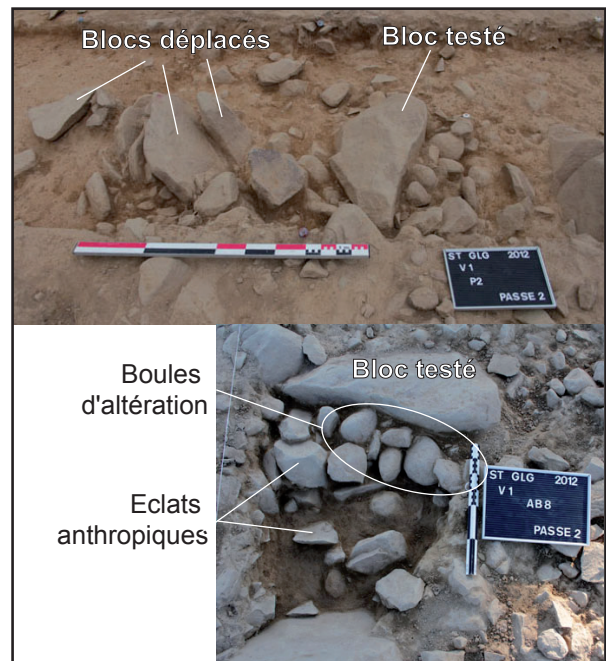 Blocs déplacés
Bloc testé
ST GLG 2012
V1
P2
PASSE 2
Bloc testé
Boules
d'altération
Eclats
anthropiques
ST GLG 2012
V1
AB8
PASSE 2